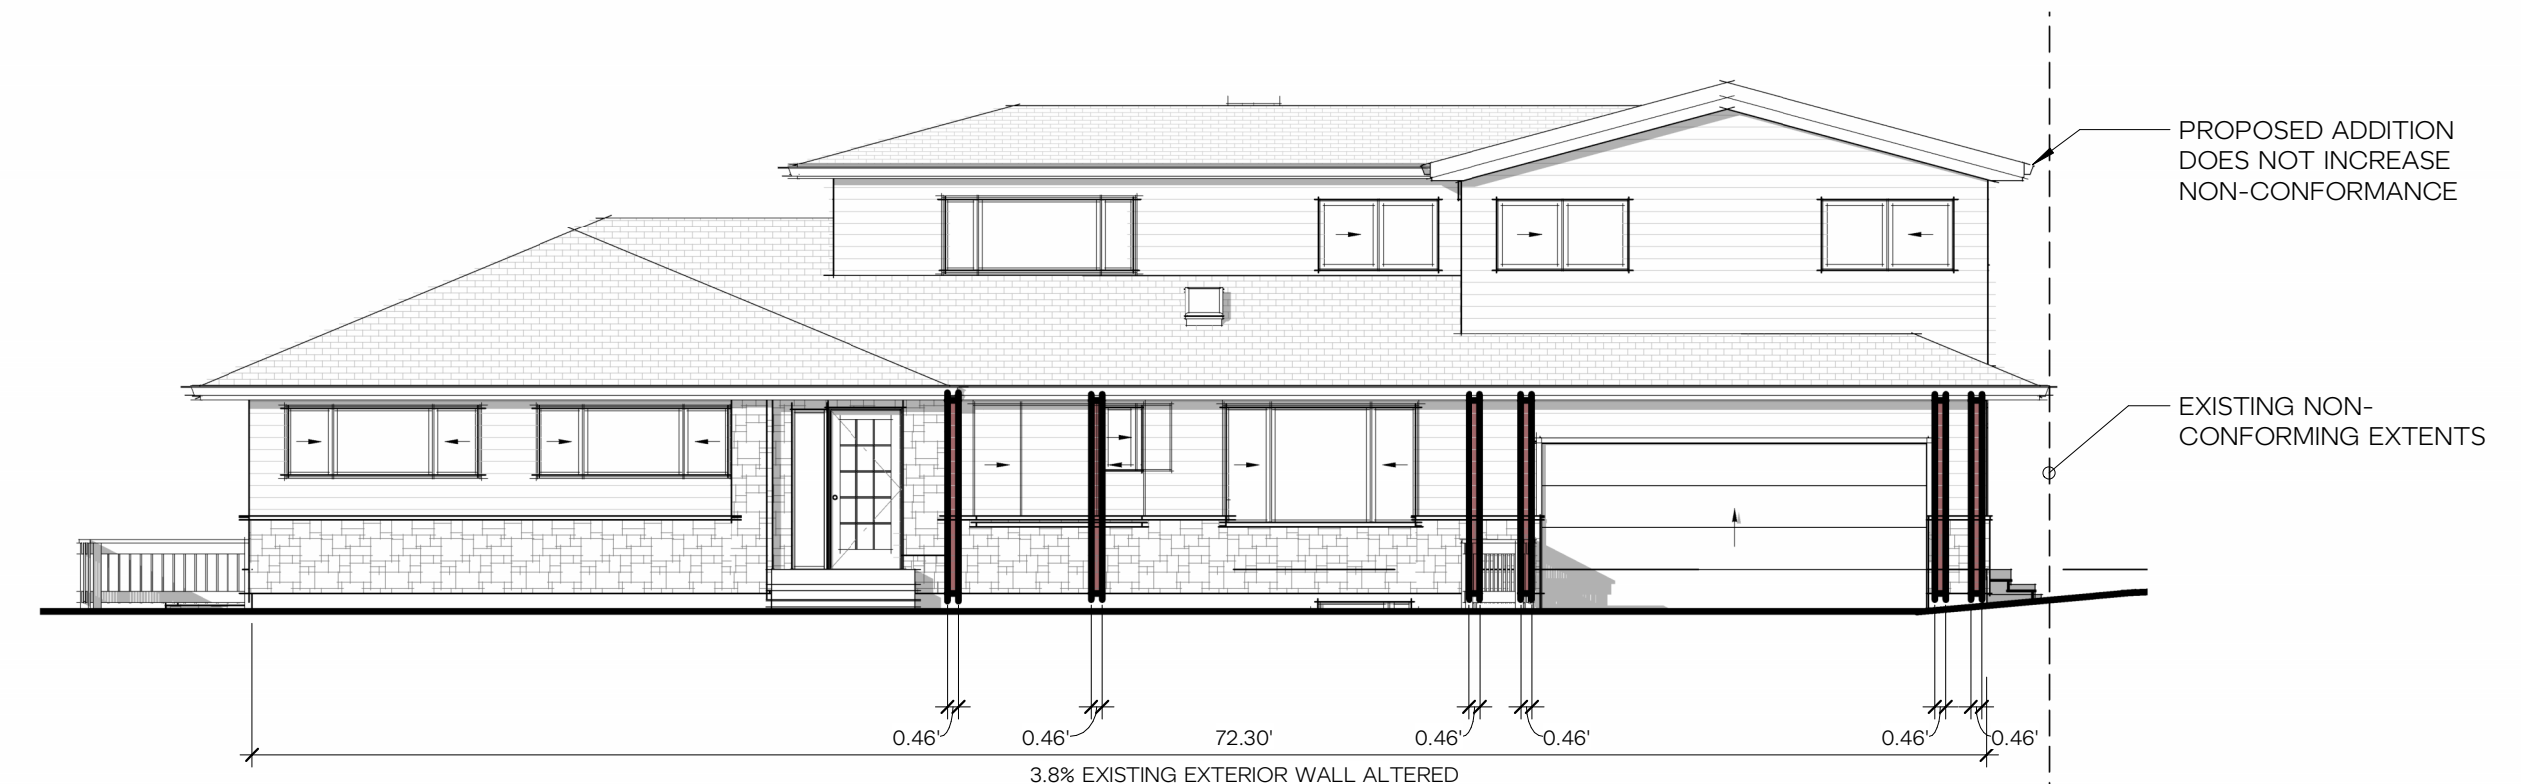 PROPOSED ADDITION
DOES NOT INCREASE
NON-CONFORMANCE
EXISTING NON-
CONFORMING EXTENTS
0.46' 0.46' 72.30' 0.46' 0.46' 0.46' 0.46'
3.8% EXISTING EXTERIOR WALL ALTERED